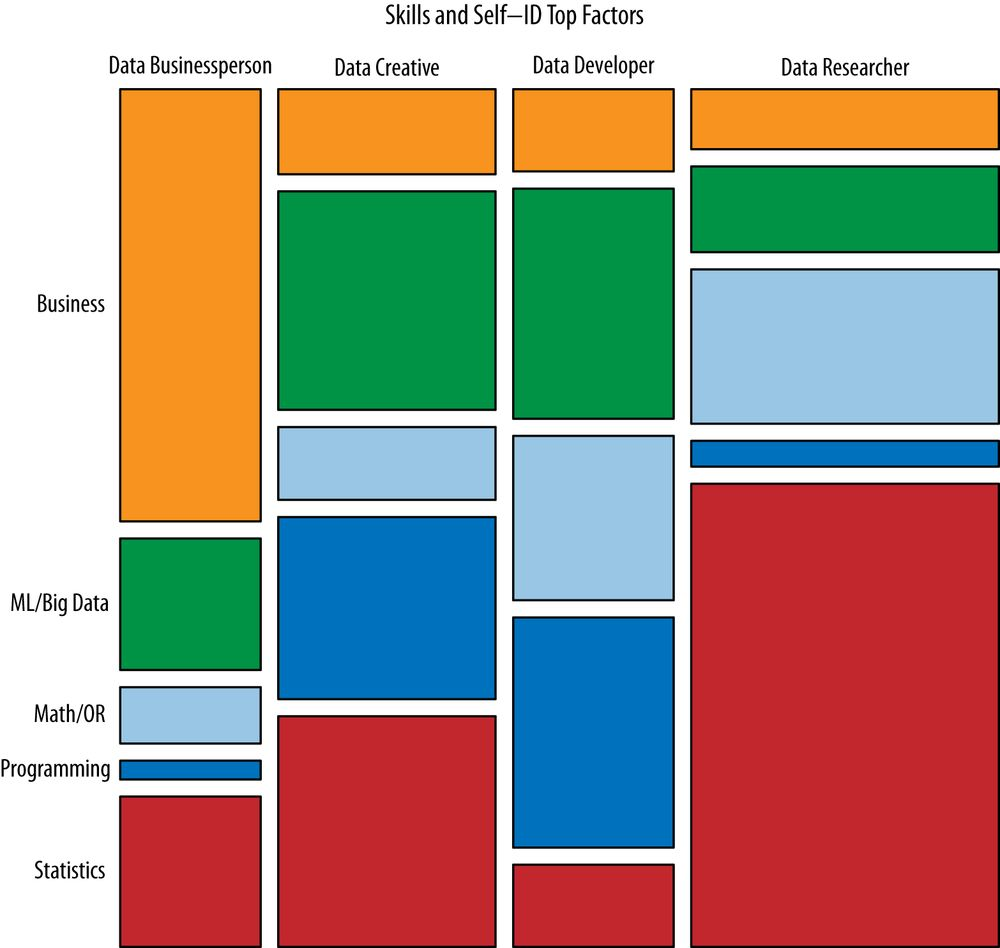 Skills and Self–ID Top Factors
Data Businessperson
Data Creative
Data Developer
Data Researcher
Business
ML/Big Data
Math/OR
Programming
Statistics